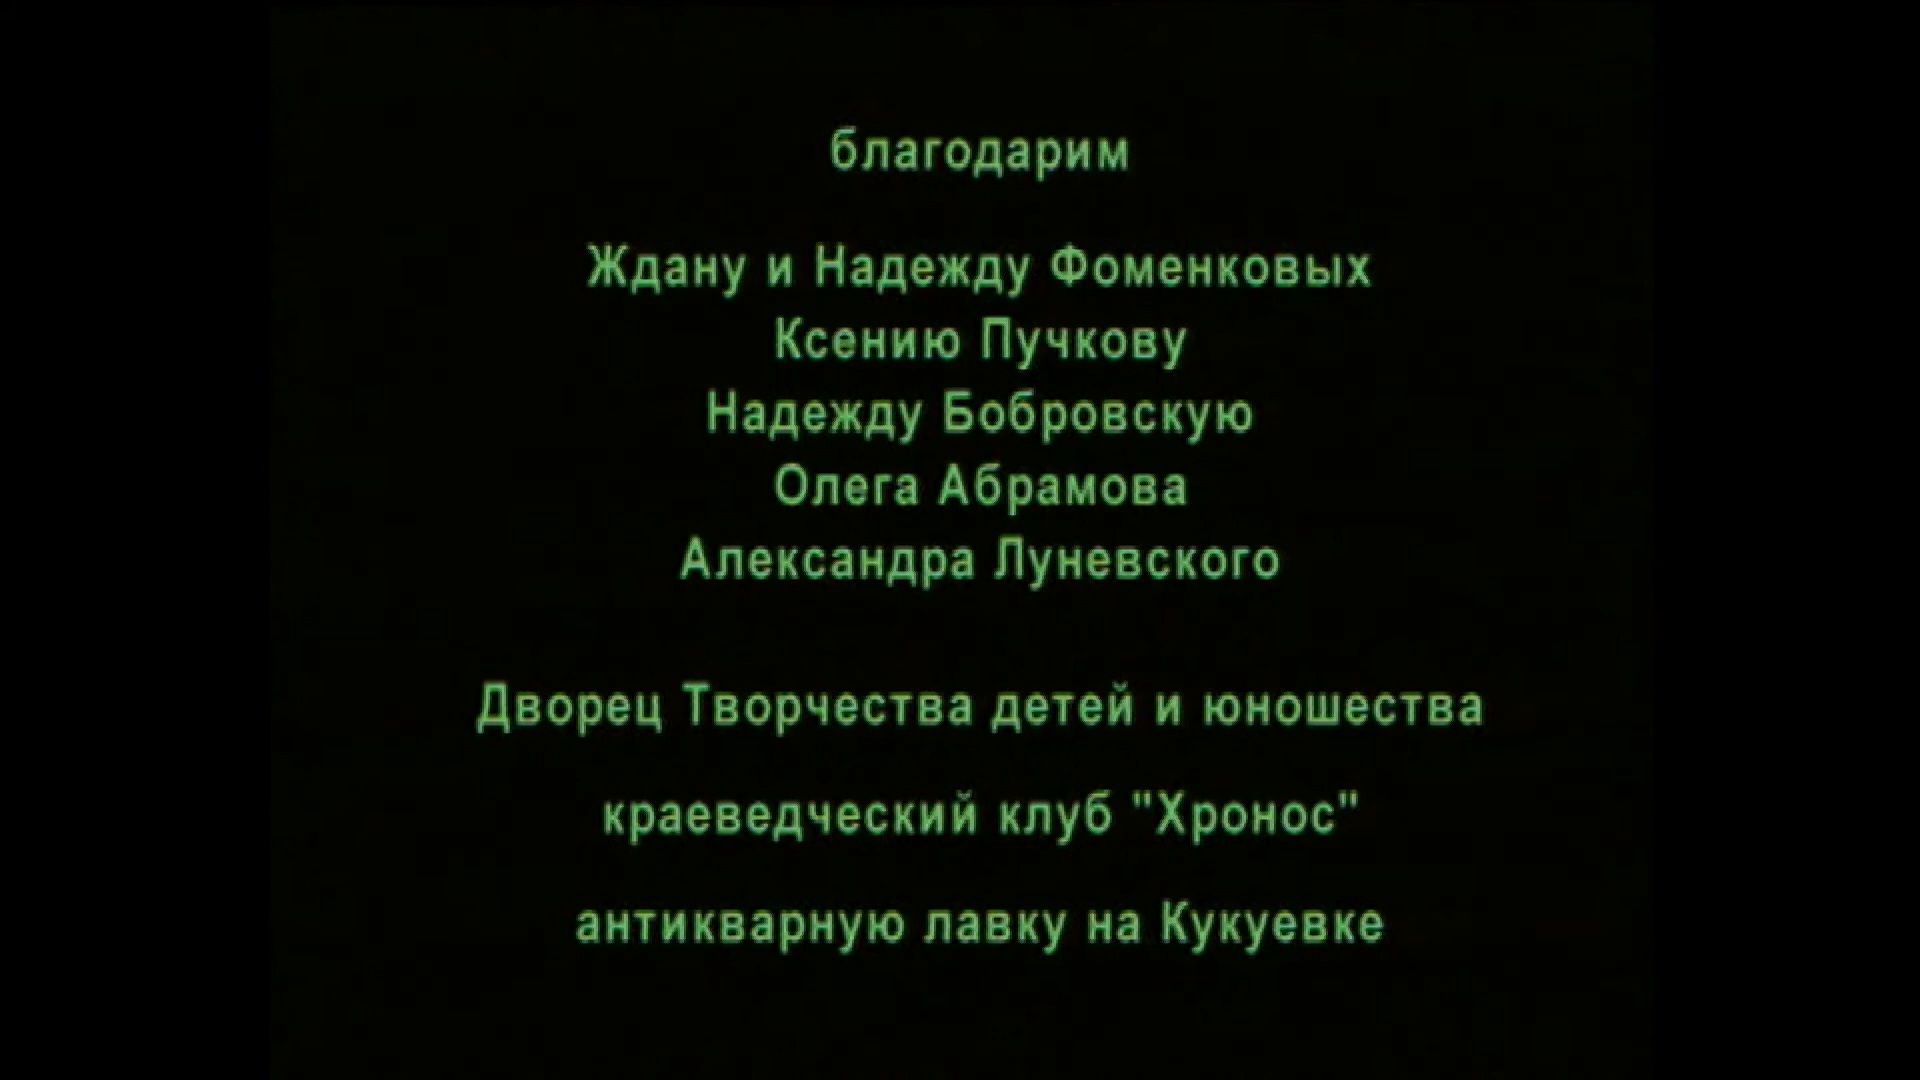 благодарим
Ждану и Надежду Фоменковых
Ксению Пучкову
Надежду Бобровскую
Олега Абрамова
Александра Луневского
Дворец Творчества детей и юношества
краеведческий клуб "Хронос"
антикварную лавку на Кукуевке